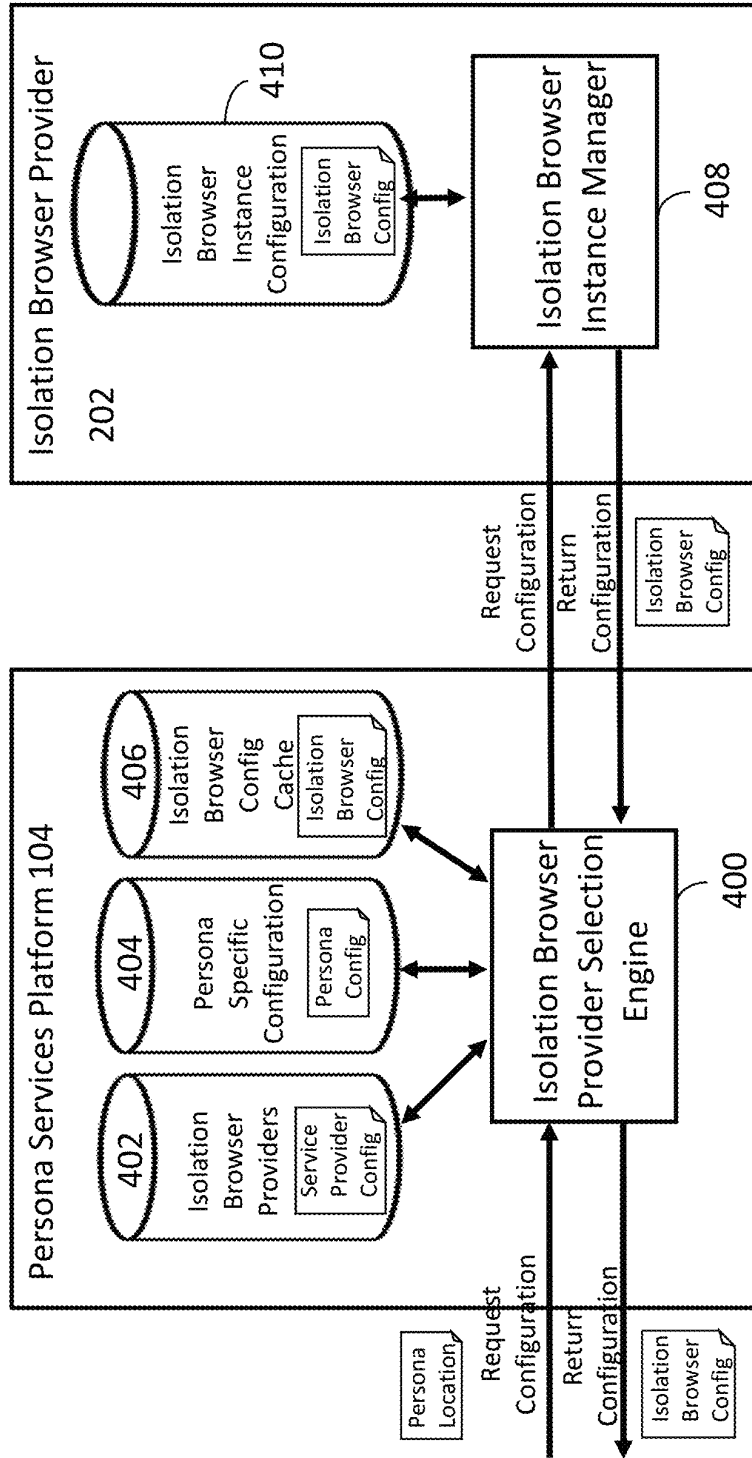 Persona Services Platform 104
402
Isolation
Browser
Providers
Service
Provider
Config
404
Persona
Specific
Configuration
Persona
Config
406
Isolation
Browser
Config
Cache
Isolation
Browser
Config
Persona
Location
Request
Configuration
Return
Configuration
Isolation
Browser
Config
Isolation Browser
Provider Selection
Engine
400
Request
Configuration
Return
Configuration
Isolation
Browser
Config
Isolation Browser Provider
202
410
Isolation
Browser
Instance
Configuration
Isolation
Browser
Config
Isolation Browser
Instance Manager
408